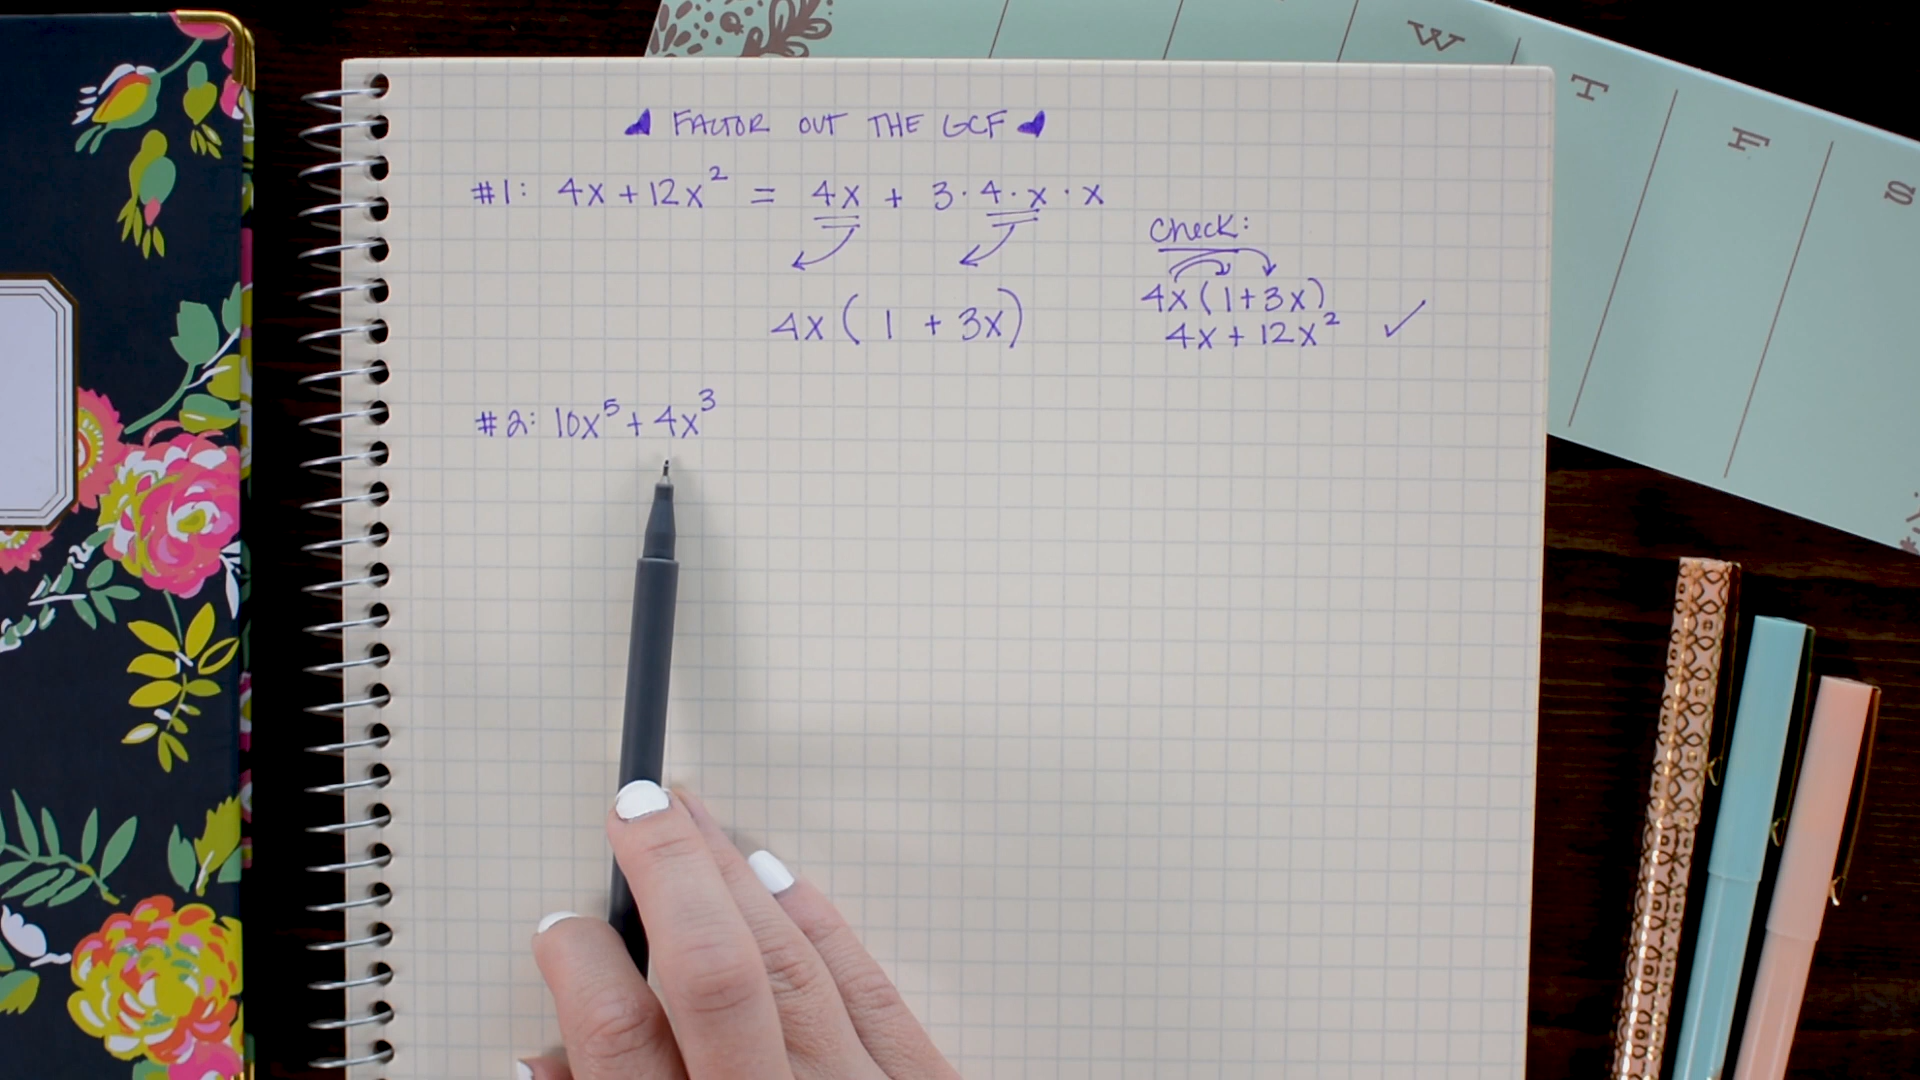 W
T
F
S
FACTOR OUT THE GCF
#1: 4x + 12x² = 4x + 3·4·x·x
Check:
4x(1+3x)
4x(1 + 3x)
4x + 12x² ✓
#2: 10x⁵ + 4x³